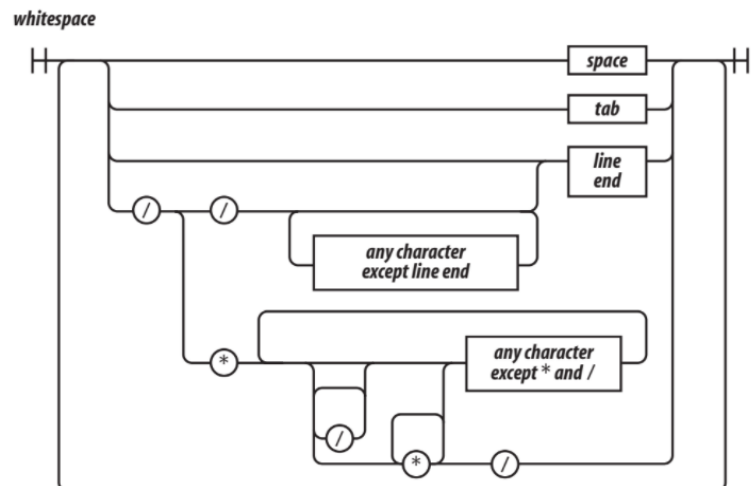 whitespace
space
tab
line
end
/ /
any character
except line end
*
any character
except * and /
/
* /